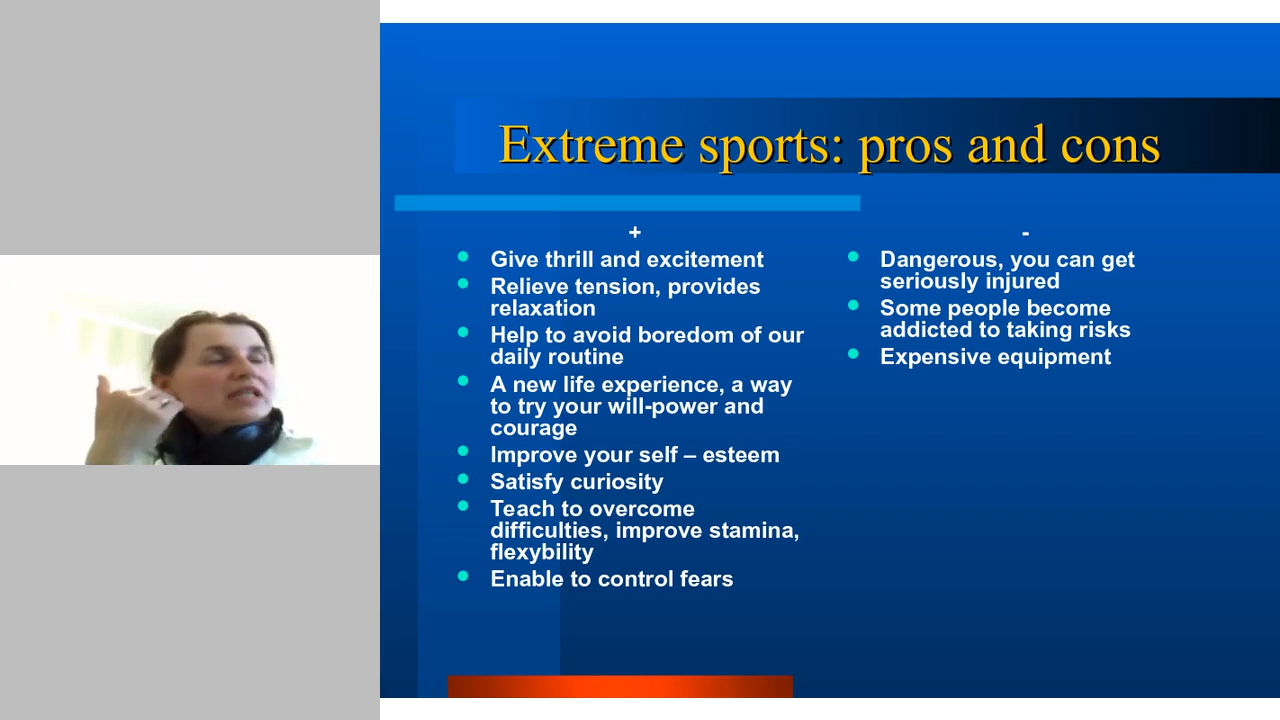 Extreme sports: pros and cons
+
Give thrill and excitement
Relieve tension, provides
relaxation
Help to avoid boredom of our
daily routine
A new life experience, a way
to try your will-power and
courage
Improve your self – esteem
Satisfy curiosity
Teach to overcome
difficulties, improve stamina,
flexybility
Enable to control fears
-
Dangerous, you can get
seriously injured
Some people become
addicted to taking risks
Expensive equipment